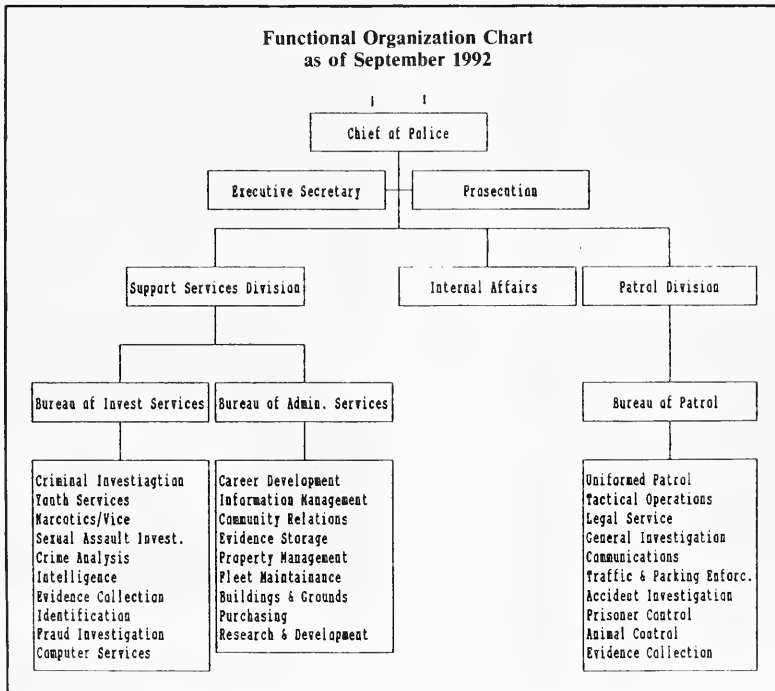 Functional Organization Chart
as of September 1992
Chief of Police
Executive Secretary
Prosecution
Support Services Division
Internal Affairs
Patrol Division
Bureau of Invest Services
Bureau of Admin. Services
Bureau of Patrol
Criminal Investiagtion
Youth Services
Narcotics/Vice
Sexual Assault Invest.
Crime Analysis
Intelligence
Evidence Collection
Identification
Fraud Investigation
Computer Services
Career Development
Information Management
Community Relations
Evidence Storage
Property Management
Fleet Maintainance
Buildings & Grounds
Purchasing
Research & Development
Uniformed Patrol
Tactical Operations
Legal Service
General Investigation
Communications
Traffic & Parking Enforc.
Accident Investigation
Prisoner Control
Animal Control
Evidence Collection